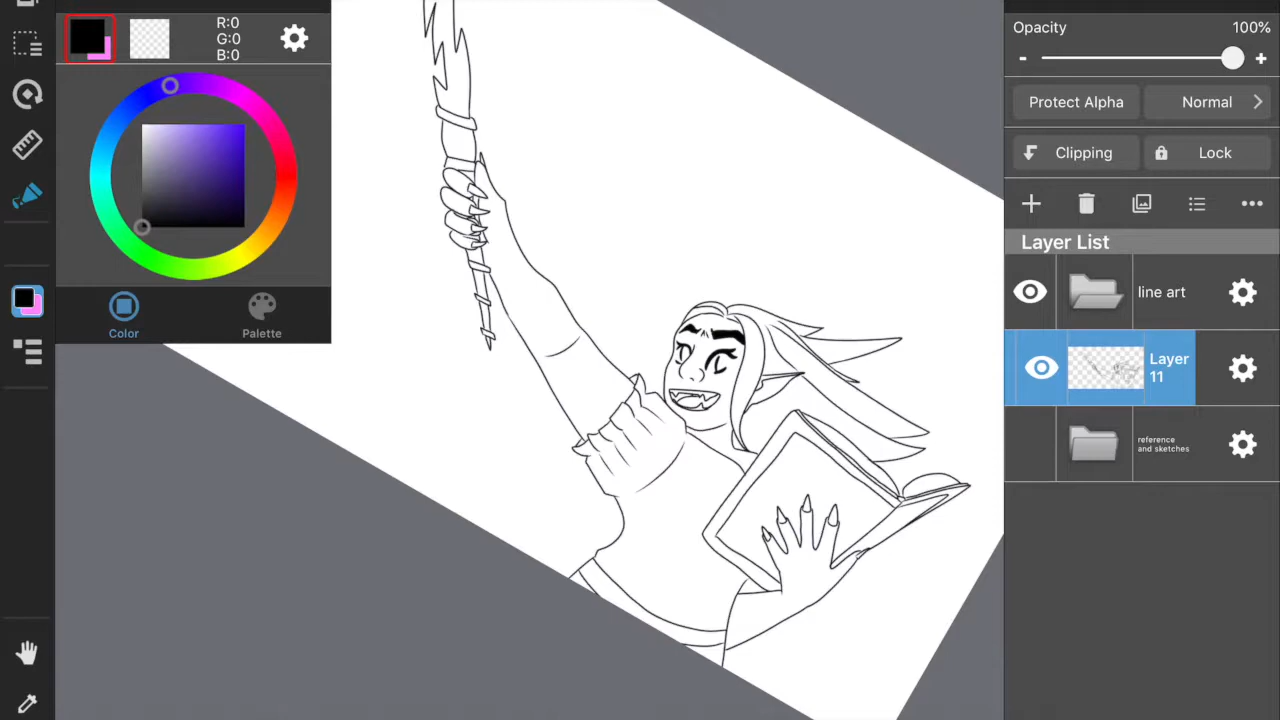 R:0
G:0
B:0
Color
Palette
Opacity 100%
- +
Protect Alpha Normal
Clipping Lock
Layer List
line art
Layer
11
reference
and sketches